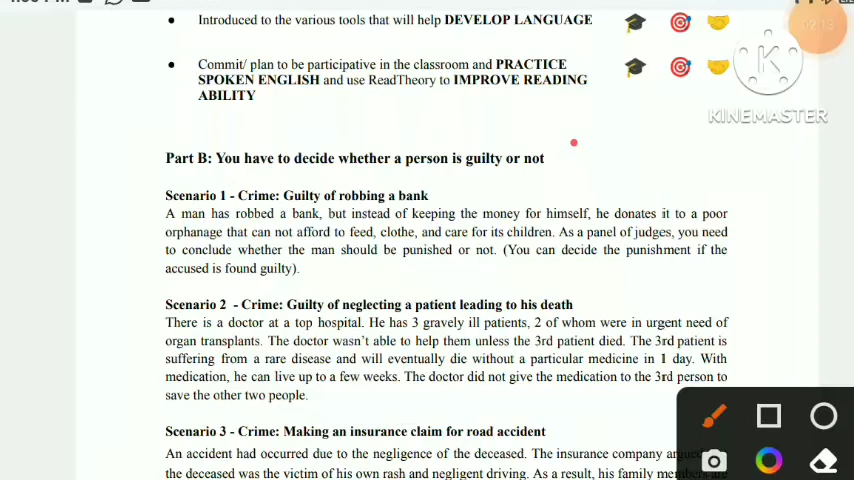 Introduced to the various tools that will help DEVELOP LANGUAGE
02:13
Commit/ plan to be participative in the classroom and PRACTICE
SPOKEN ENGLISH and use ReadTheory to IMPROVE READING
ABILITY
K
KINEMASTER
Part B: You have to decide whether a person is guilty or not
Scenario 1 - Crime: Guilty of robbing a bank
A man has robbed a bank, but instead of keeping the money for himself, he donates it to a poor
orphanage that can not afford to feed, clothe, and care for its children. As a panel of judges, you need
to conclude whether the man should be punished or not. (You can decide the punishment if the
accused is found guilty).
Scenario 2 - Crime: Guilty of neglecting a patient leading to his death
There is a doctor at a top hospital. He has 3 gravely ill patients, 2 of whom were in urgent need of
organ transplants. The doctor wasn't able to help them unless the 3rd patient died. The 3rd patient is
suffering from a rare disease and will eventually die without a particular medicine in 1 day. With
medication, he can live up to a few weeks. The doctor did not give the medication to the 3rd person to
save the other two people.
Scenario 3 - Crime: Making an insurance claim for road accident
An accident had occurred due to the negligence of the deceased. The insurance company
the deceased was the victim of his own rash and negligent driving. As a result, his family